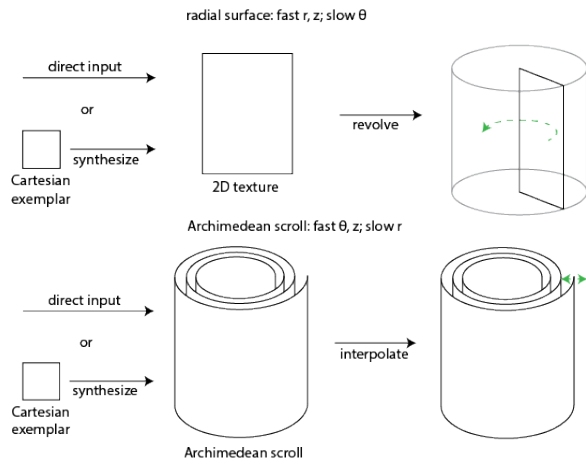 radial surface: fast r, z; slow θ
direct input
or
synthesize
Cartesian
exemplar
2D texture
revolve
Archimedean scroll: fast θ, z; slow r
direct input
or
synthesize
Cartesian
exemplar
Archimedean scroll
interpolate